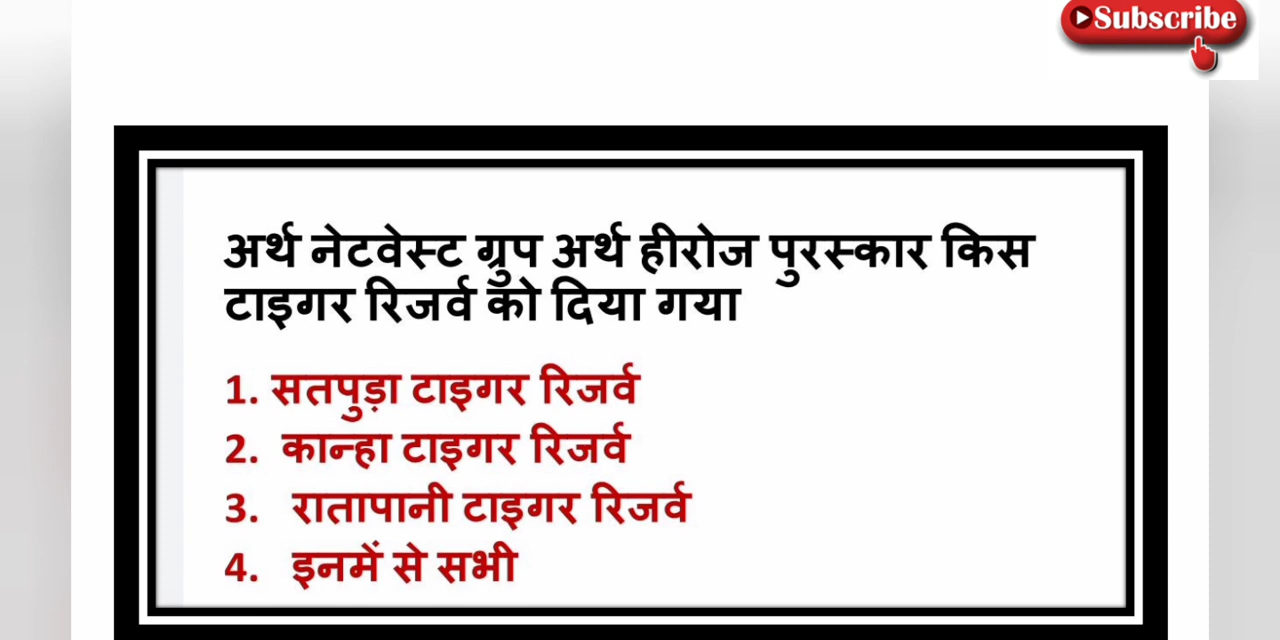 Subscribe
अर्थ नेटवेस्ट ग्रुप अर्थ हीरोज पुरस्कार किस
टाइगर रिजर्व को दिया गया
1. सतपुड़ा टाइगर रिजर्व
2. कान्हा टाइगर रिजर्व
3. रातापानी टाइगर रिजर्व
4. इनमें से सभी